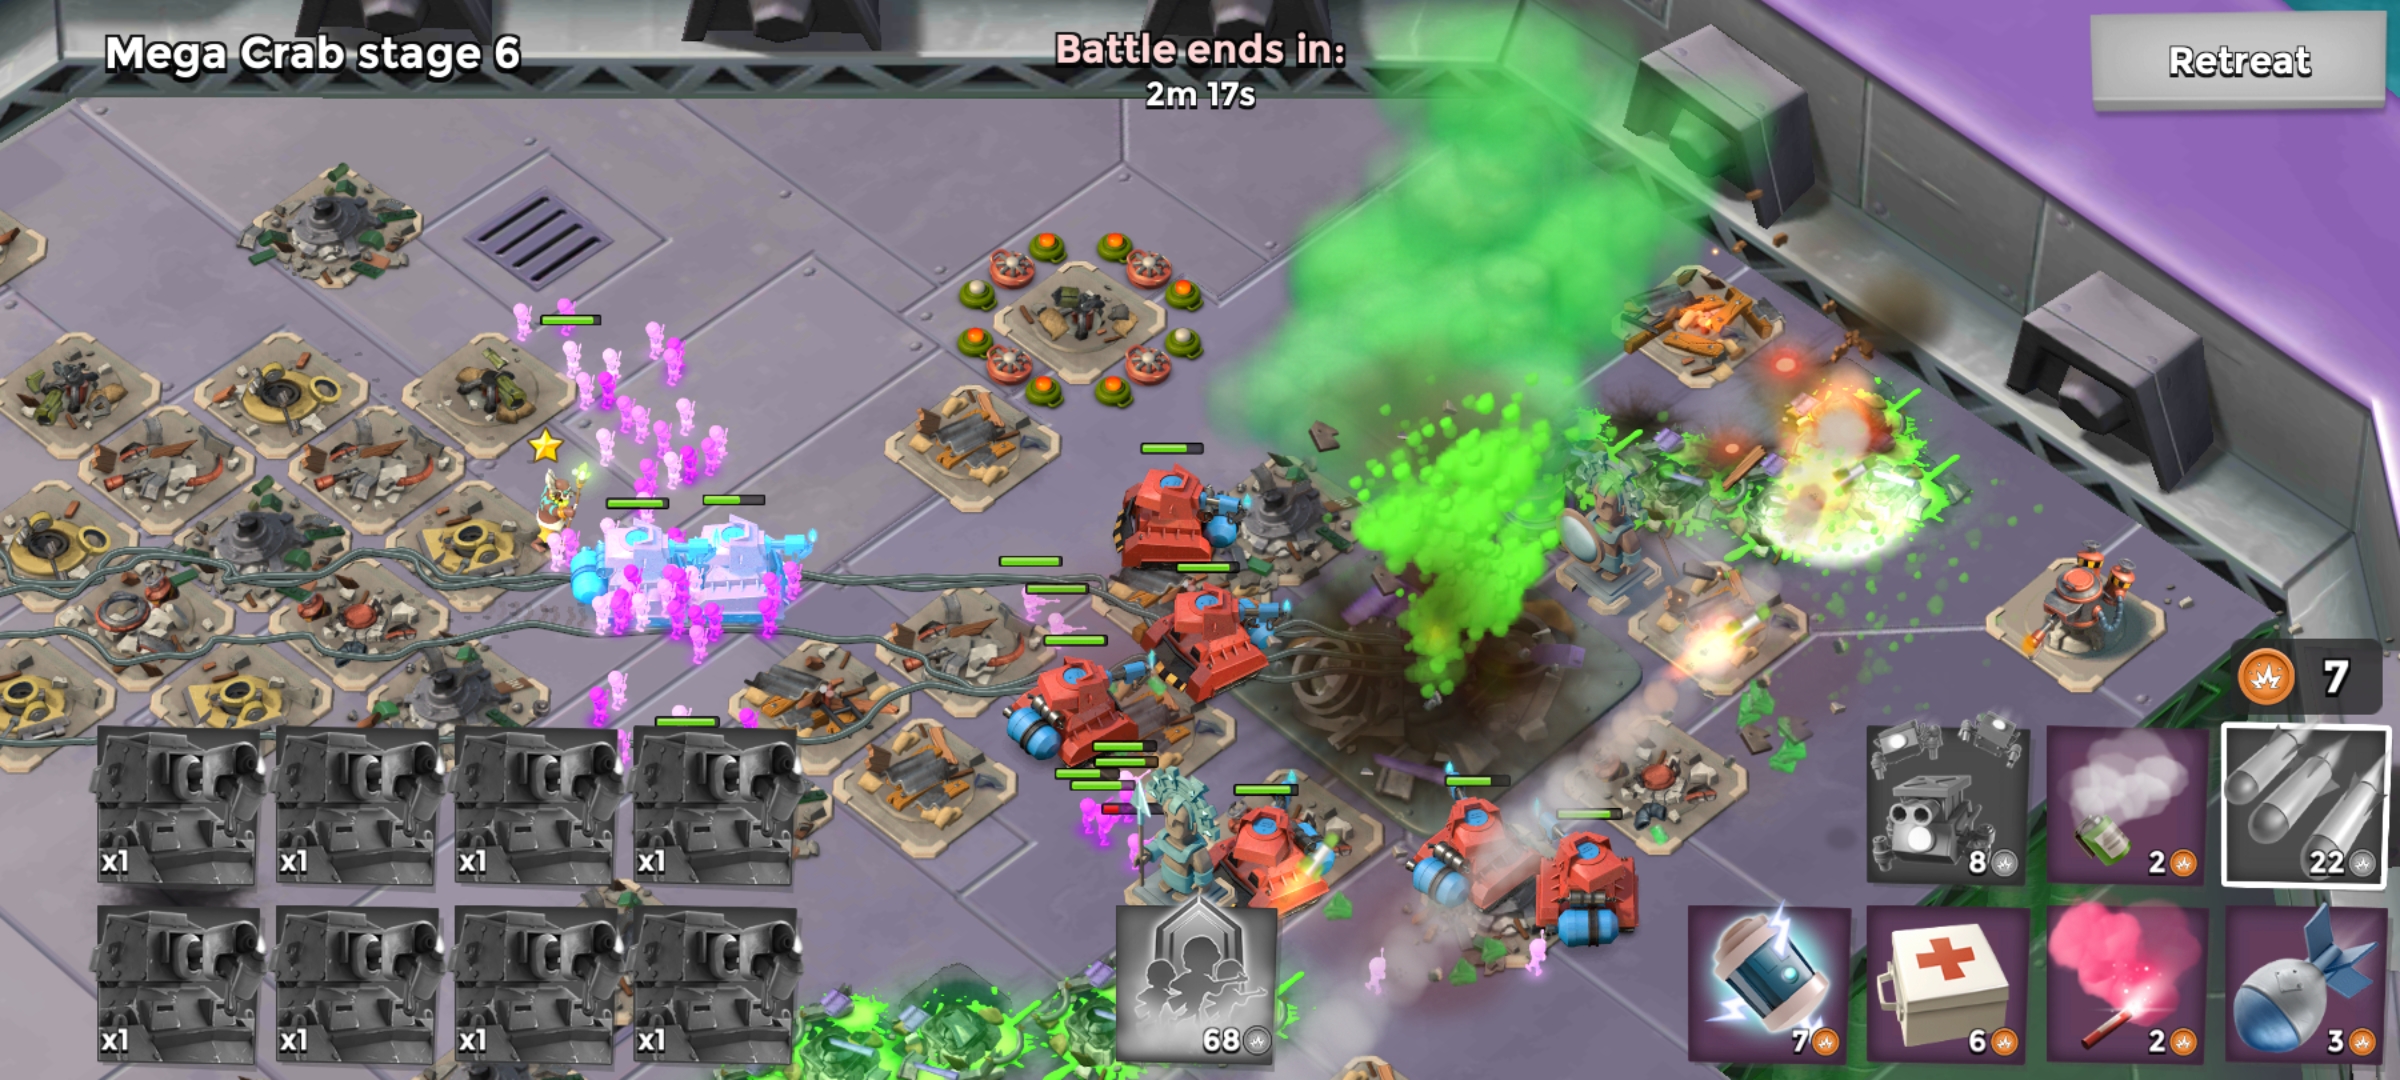 Mega Crab stage 6
Battle ends in:
2m 17s
Retreat
7
x1 x1 x1 x1
8 2 22
x1 x1 x1 x1
68
7 6 2 3